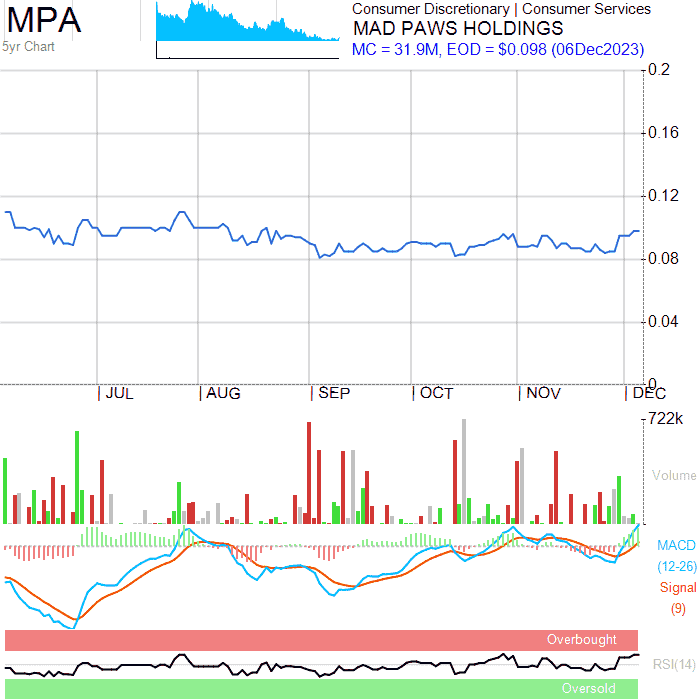 MPA
5yr Chart
Consumer Discretionary | Consumer Services
MAD PAWS HOLDINGS
MC = 31.9M, EOD = $0.098 (06Dec2023)
0.2
0.16
0.12
0.08
0.04
0
| JUL | AUG | SEP | OCT | NOV | DEC
722k
Volume
MACD
(12-26)
Signal
(9)
Overbought
RSI(14)
Oversold